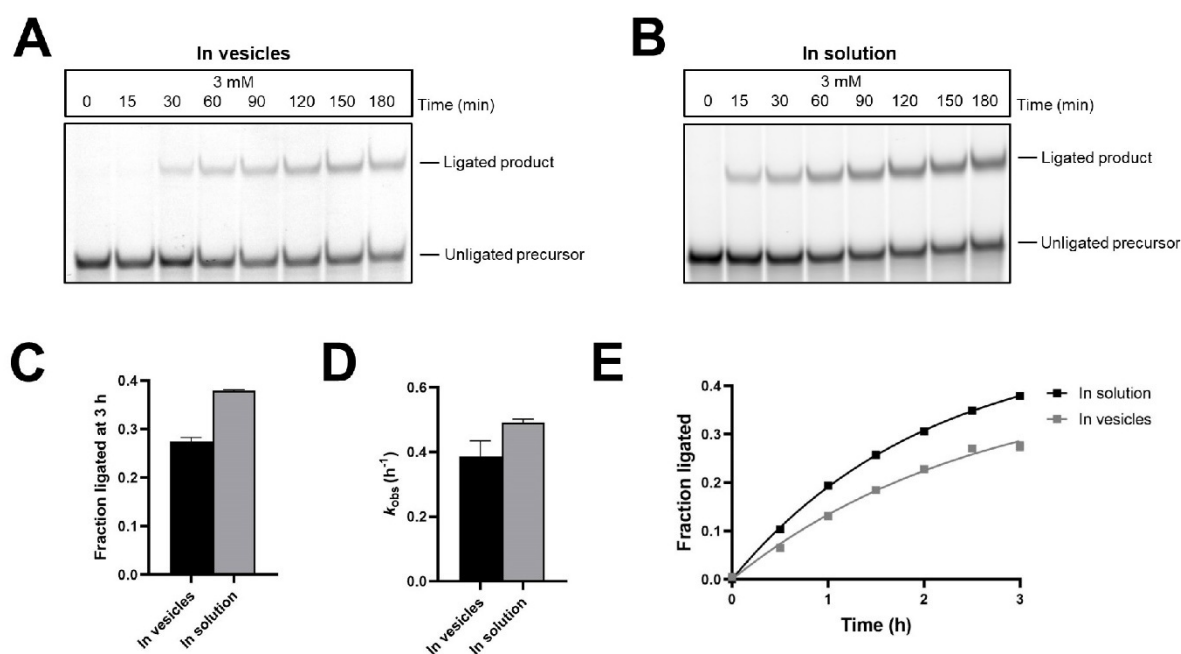 A
In vesicles
3 mM
0 15 30 60 90 120 150 180 Time (min)
Ligated product
Unligated precursor
B
In solution
3 mM
0 15 30 60 90 120 150 180 Time (min)
Ligated product
Unligated precursor
C
Fraction ligated at 3 h
0.4
0.3
0.2
0.1
0.0
In vesicles
In solution
D
kobs (h-1)
0.6
0.4
0.2
0.0
In vesicles
In solution
E
Fraction ligated
0.4
0.3
0.2
0.1
0.0
0 1 2 3
Time (h)
In solution
In vesicles